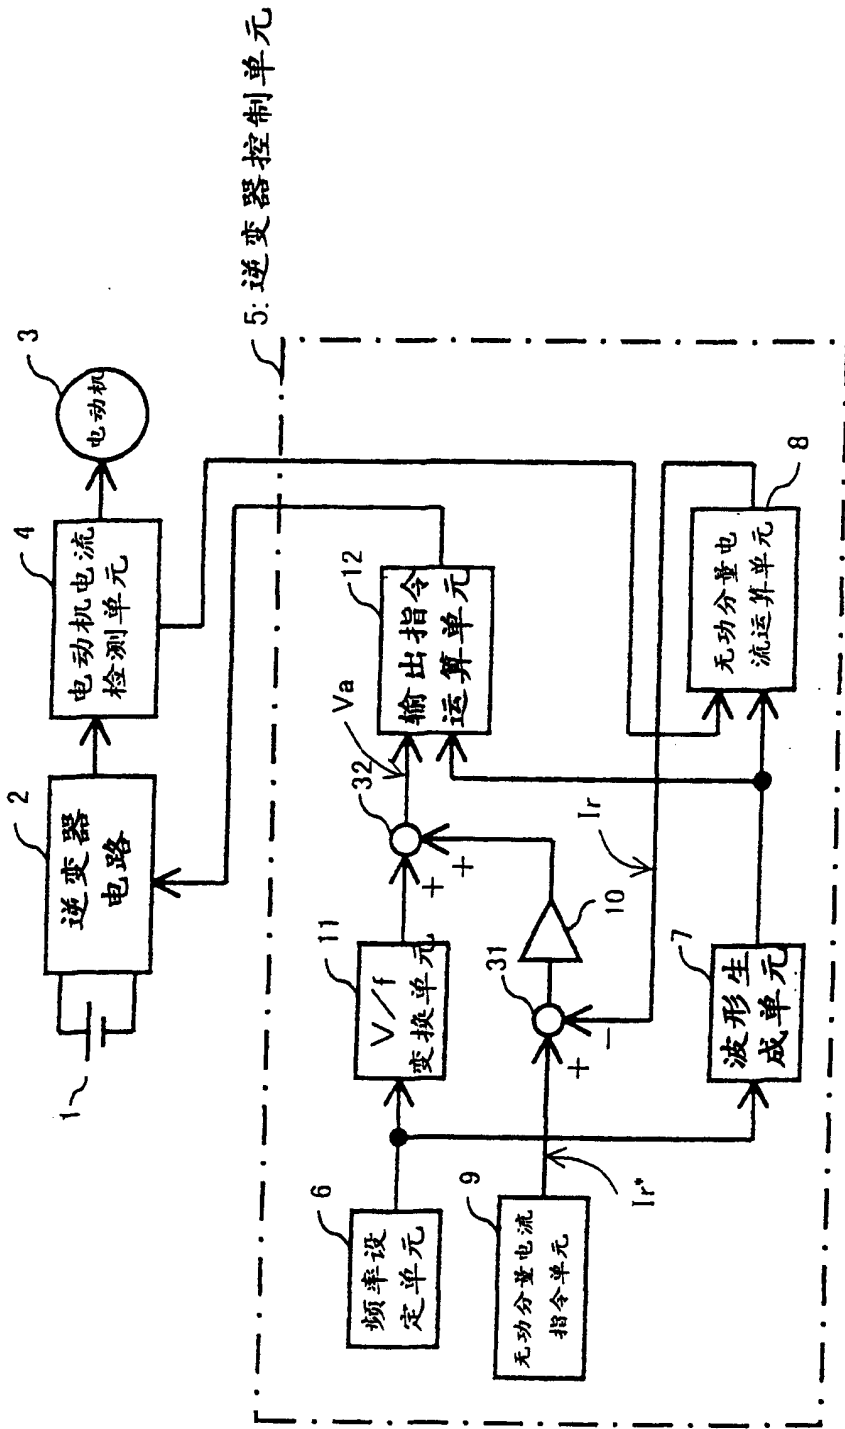 5: 逆变器控制单元
1
2
逆变器
电路
4
电动机电流
检测单元
3
电动机
6
频率设
定单元
11
V/f
变换单元
+
+
32
Va
12
输出指令
运算单元
9
无功分量电流
指令单元
Ir*
+
-
31
10
Ir
7
波形生
成单元
8
无功分量电
流运算单元